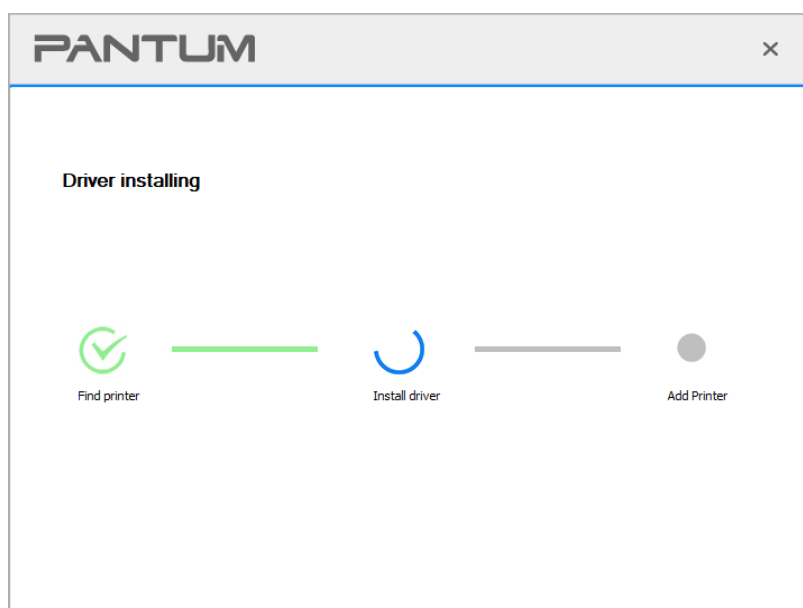 PANTUM
Driver installing
Find printer
Install driver
Add Printer